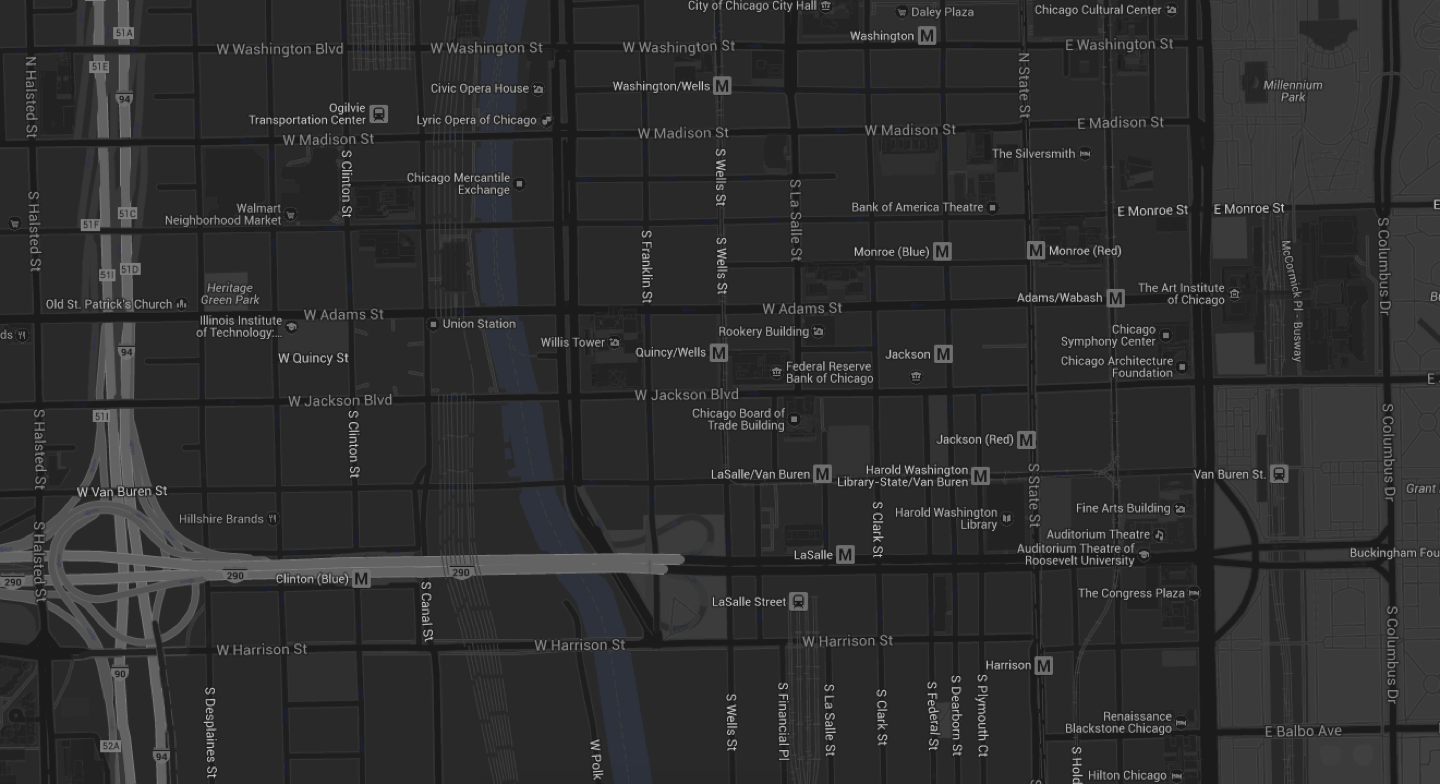 City of Chicago City Hall
Daley Plaza
Chicago Cultural Center
51A
Washington
W Washington Blvd
W Washington St
W Washington St
E Washington St
51E
N Halsted St
N State St
94
Civic Opera House
Washington/Wells
Millennium
Park
Ogilvie
Transportation Center
Lyric Opera of Chicago
W Madison St
W Madison St
W Madison St
E Madison St
The Silversmith
S Clinton St
S Wells St
Chicago Mercantile
Exchange
S La Salle St
Walmart
Neighborhood Market
51C
51F
Bank of America Theatre
E Monroe St
E Monroe St
E
S Halsted St
S Franklin St
S Wells St
Monroe (Blue)
Monroe (Red)
S Columbus Dr
McCormick Pl - Busway
51I
51D
Heritage
Green Park
Old St. Patrick's Church
Adams/Wabash
The Art Institute
of Chicago
W Adams St
W Adams St
Illinois Institute
of Technology:...
Union Station
ds
Willis Tower
Rookery Building
Chicago
Symphony Center
94
W Quincy St
Quincy/Wells
Jackson
Federal Reserve
Bank of Chicago
Chicago Architecture
Foundation
E
W Jackson Blvd
W Jackson Blvd
51I
S Halsted St
S Clinton St
Chicago Board of
Trade Building
Jackson (Red)
S Columbus Dr
LaSalle/Van Buren
Harold Washington
Library-State/Van Buren
Van Buren St.
W Van Buren St
Grant
S State St
Hillshire Brands
S Halsted St
S Clark St
Harold Washington
Library
Fine Arts Building
Auditorium Theatre
LaSalle
Auditorium Theatre of
Roosevelt University
Buckingham Fou
290
290
290
Clinton (Blue)
S Canal St
LaSalle Street
The Congress Plaza
W Harrison St
W Harrison St
W Harrison St
S Columbus Dr
Harrison
90
S Desplaines St
S Wells St
S Financial Pl
S La Salle St
S Clark St
S Federal St
S Dearborn St
S Plymouth Ct
Renaissance
Blackstone Chicago
E Balbo Ave
52A
94
W Polk
S Hold
Hilton Chicago